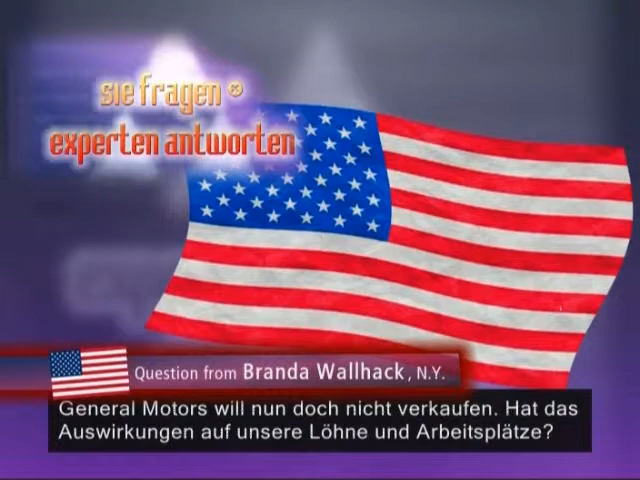 sie fragen
experten antworten
Question from Branda Wallhack, N.Y.
General Motors will nun doch nicht verkaufen. Hat das
Auswirkungen auf unsere Löhne und Arbeitsplätze?